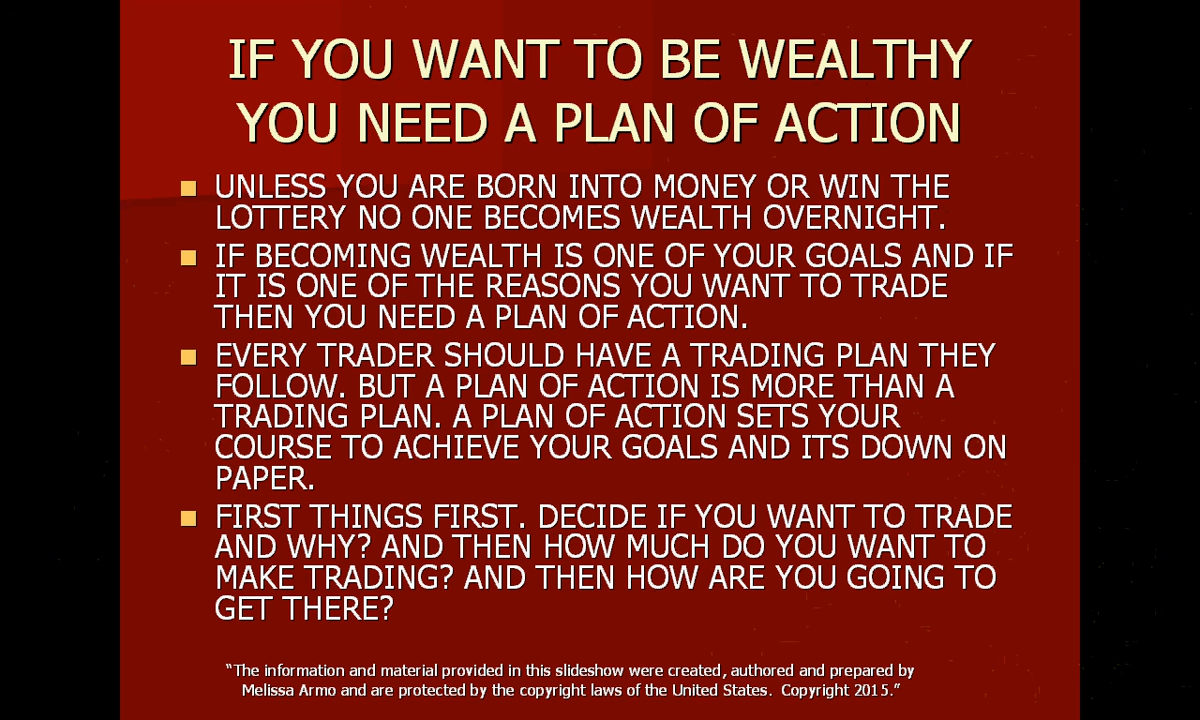 IF YOU WANT TO BE WEALTHY
YOU NEED A PLAN OF ACTION
UNLESS YOU ARE BORN INTO MONEY OR WIN THE
LOTTERY NO ONE BECOMES WEALTH OVERNIGHT.
IF BECOMING WEALTH IS ONE OF YOUR GOALS AND IF
IT IS ONE OF THE REASONS YOU WANT TO TRADE
THEN YOU NEED A PLAN OF ACTION.
EVERY TRADER SHOULD HAVE A TRADING PLAN THEY
FOLLOW. BUT A PLAN OF ACTION IS MORE THAN A
TRADING PLAN. A PLAN OF ACTION SETS YOUR
COURSE TO ACHIEVE YOUR GOALS AND ITS DOWN ON
PAPER.
FIRST THINGS FIRST. DECIDE IF YOU WANT TO TRADE
AND WHY? AND THEN HOW MUCH DO YOU WANT TO
MAKE TRADING? AND THEN HOW ARE YOU GOING TO
GET THERE?
“The information and material provided in this slideshow were created, authored and prepared by
Melissa Armo and are protected by the copyright laws of the United States. Copyright 2015.”